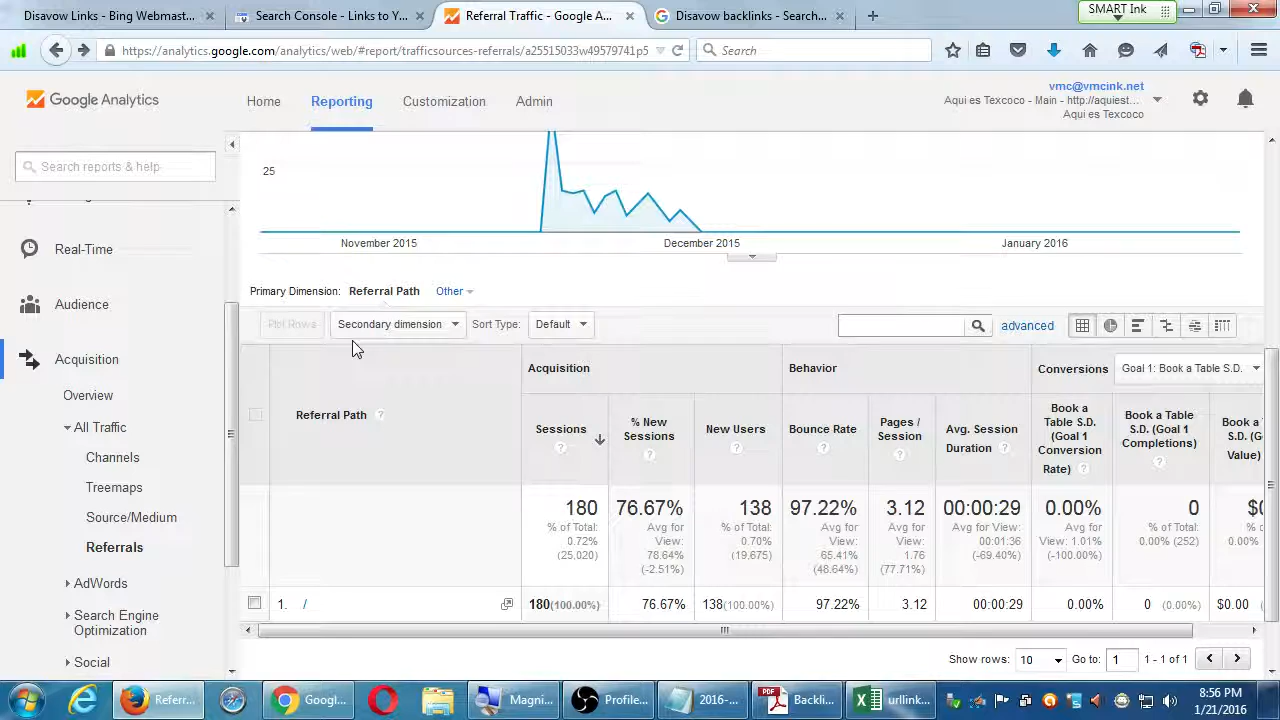 Disavow Links - Bing Webmast...
Search Console - Links to Y...
Referral Traffic - Google A...
Disavow backlinks - Search...
SMART Ink
https://analytics.google.com/analytics/web/#report/trafficsources-referrals/a25515033w49579741p5
Search
Google Analytics
Home
Reporting
Customization
Admin
vmc@vmcink.net
Aqui es Texcoco - Main - http://aquiest...
Aqui es Texcoco
Search reports & help
Real-Time
Audience
Acquisition
Overview
All Traffic
Channels
Treemaps
Source/Medium
Referrals
AdWords
Search Engine
Optimization
Social
25
November 2015
December 2015
January 2016
Primary Dimension: Referral Path Other
Plot Rows
Secondary dimension
Sort Type:
Default
advanced
Referral Path ?
Acquisition
Behavior
Conversions
Goal 1: Book a Table S.D.
Sessions
?
% New
Sessions
?
New Users
?
Bounce Rate
?
Pages /
Session
?
Avg. Session
Duration ?
Book a
Table S.D.
(Goal 1
Conversion
Rate) ?
Book a Table
S.D. (Goal 1
Completions)
?
Book a
S.D. (G
Value)
180
% of Total:
0.72%
(25,020)
76.67%
Avg for
View:
78.64%
(-2.51%)
138
% of Total:
0.70%
(19,675)
97.22%
Avg for
View:
65.41%
(48.64%)
3.12
Avg for
View:
1.76
(77.71%)
00:00:29
Avg for View:
00:01:36
(-69.40%)
0.00%
Avg for
View: 1.01%
(-100.00%)
0
% of Total:
0.00% (252)
% of T
0.00%
1. / 180(100.00%) 76.67% 138(100.00%) 97.22% 3.12 00:00:29 0.00% 0 (0.00%) $0.00
Show rows: 10 Go to: 1 1 - 1 of 1
Referr...
Googl...
Magni...
Profile...
2016-...
Backli...
urllink...
8:56 PM
1/21/2016